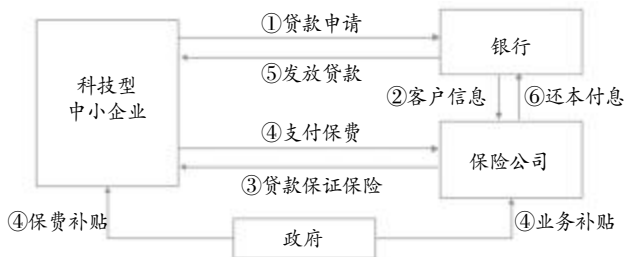 ①贷款申请
银行
⑤发放贷款
科技型
中小企业
②客户信息
⑥还本付息
④支付保费
保险公司
③贷款保证保险
④保费补贴
政府
④业务补贴